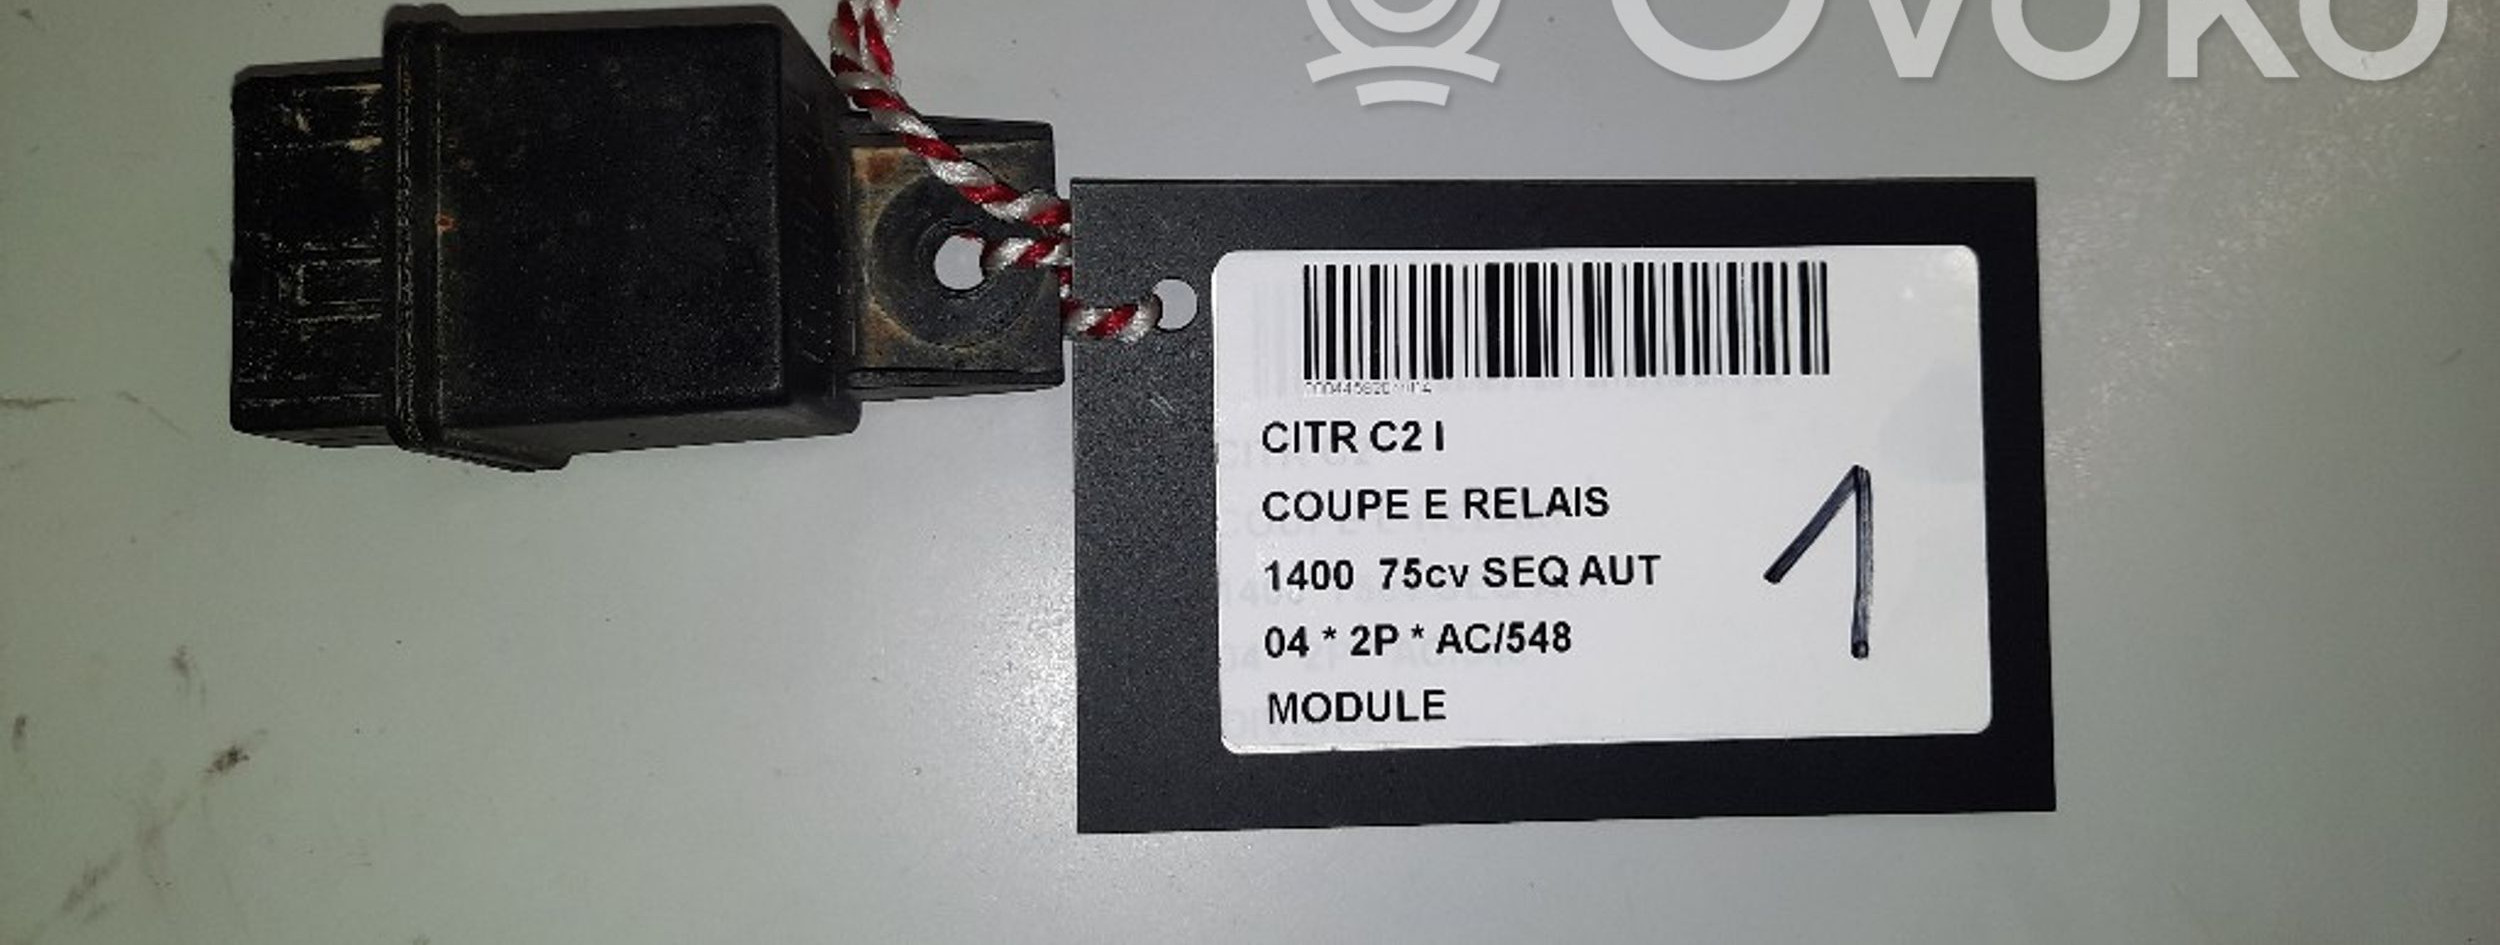 OVOKO
CITR C2 I
COUPE E RELAIS
1400 75cv SEQ AUT
04 * 2P * AC/548
MODULE
1